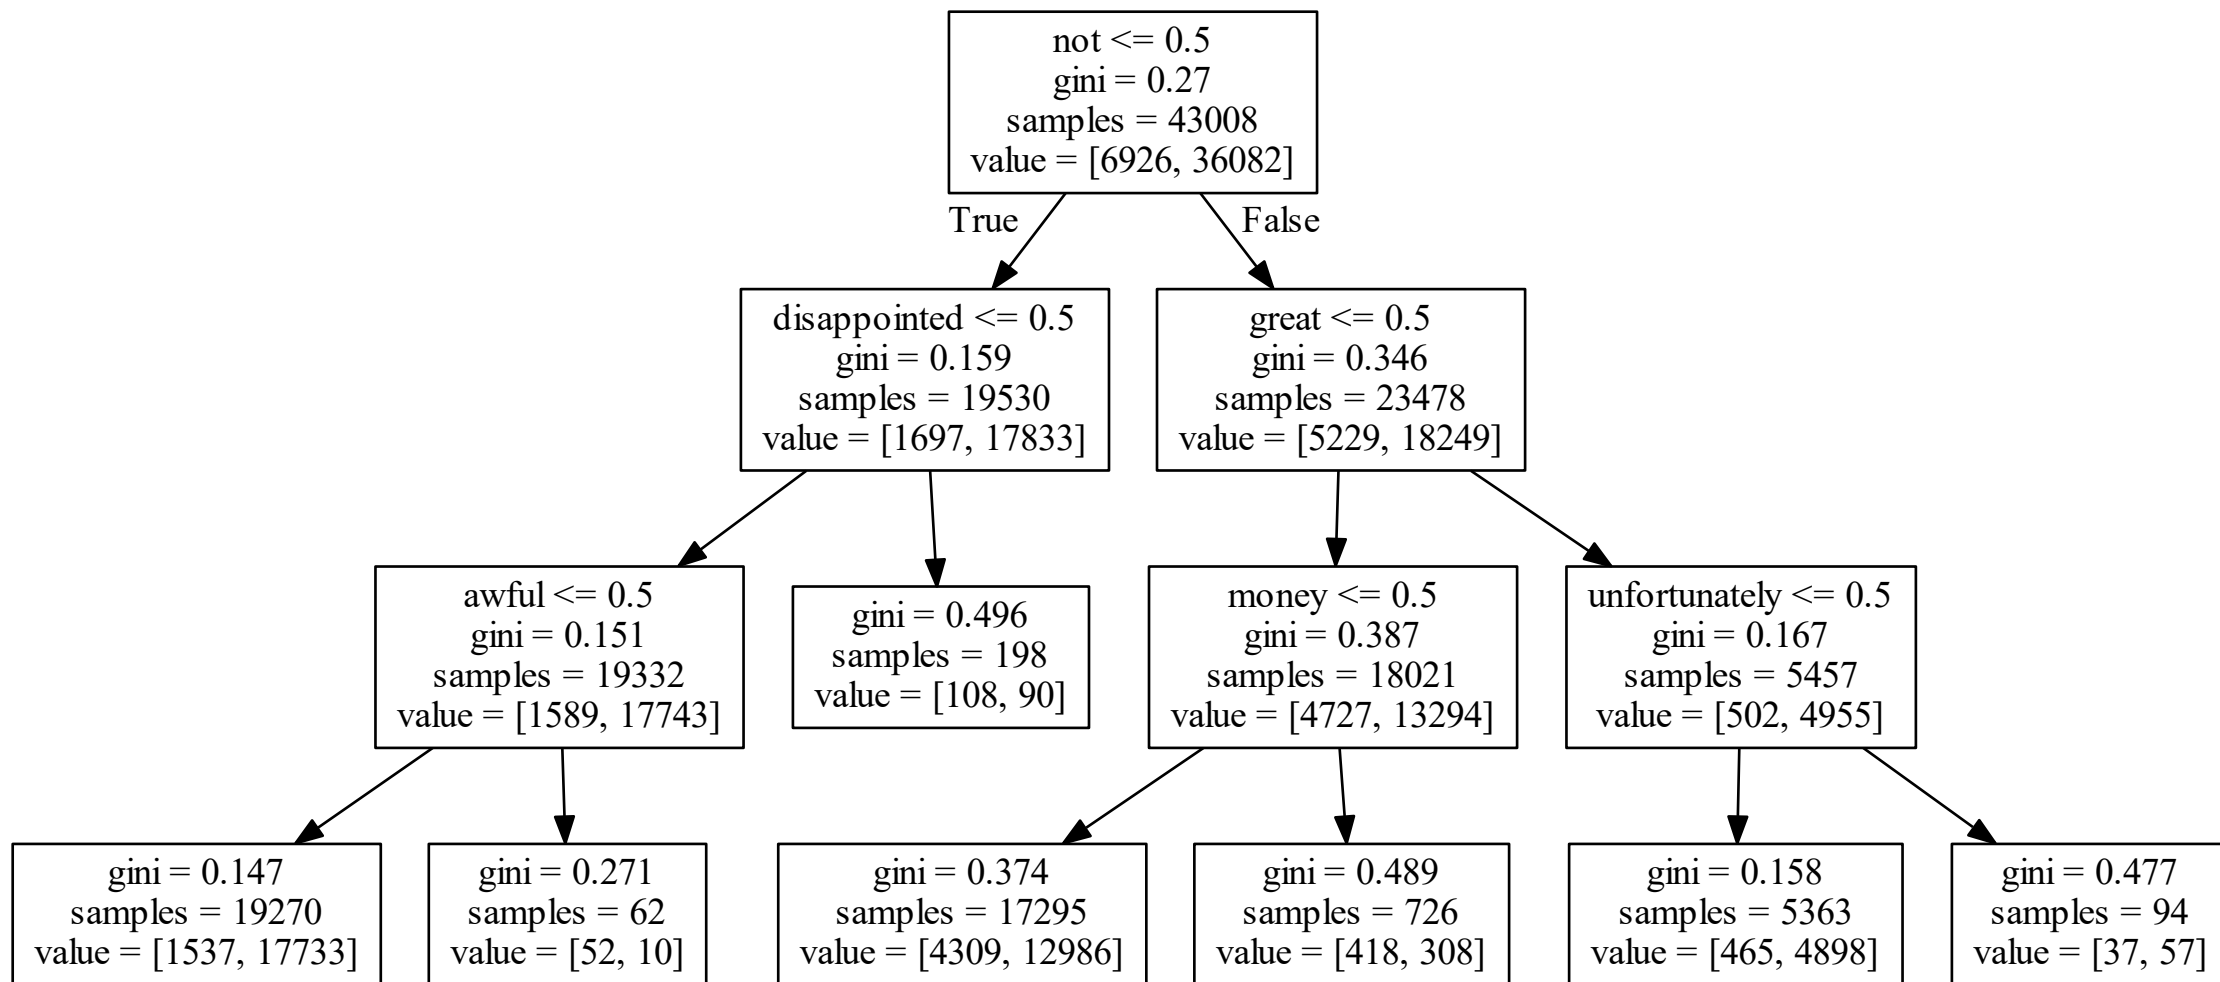 not <= 0.5
gini = 0.27
samples = 43008
value = [6926, 36082]
True
False
disappointed <= 0.5
gini = 0.159
samples = 19530
value = [1697, 17833]
great <= 0.5
gini = 0.346
samples = 23478
value = [5229, 18249]
awful <= 0.5
gini = 0.151
samples = 19332
value = [1589, 17743]
gini = 0.496
samples = 198
value = [108, 90]
money <= 0.5
gini = 0.387
samples = 18021
value = [4727, 13294]
unfortunately <= 0.5
gini = 0.167
samples = 5457
value = [502, 4955]
gini = 0.147
samples = 19270
value = [1537, 17733]
gini = 0.271
samples = 62
value = [52, 10]
gini = 0.374
samples = 17295
value = [4309, 12986]
gini = 0.489
samples = 726
value = [418, 308]
gini = 0.158
samples = 5363
value = [465, 4898]
gini = 0.477
samples = 94
value = [37, 57]